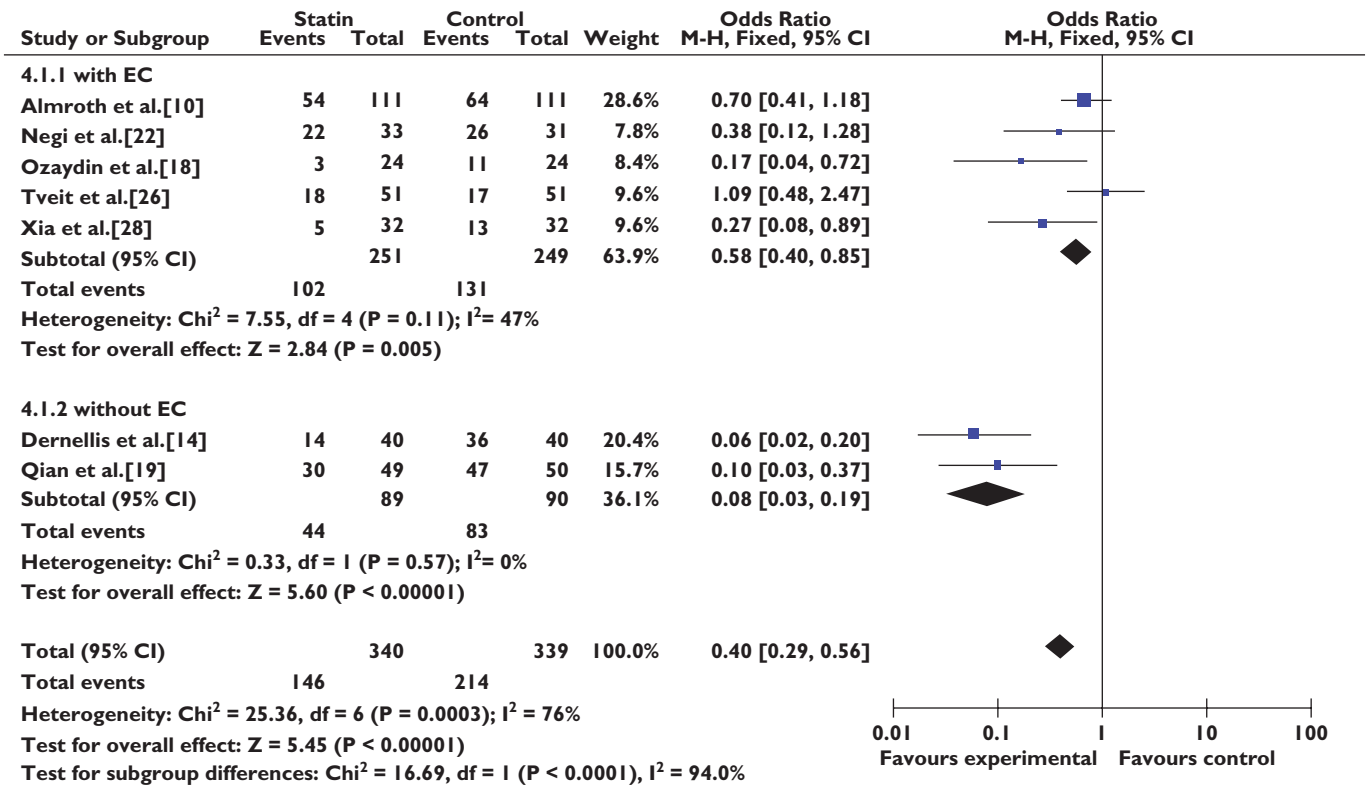 Statin Control Odds Ratio Odds Ratio
Study or Subgroup Events Total Events Total Weight M-H, Fixed, 95% CI M-H, Fixed, 95% CI
4.1.1 with EC
Almroth et al.[10] 54 111 64 111 28.6% 0.70 [0.41, 1.18]
Negi et al.[22] 22 33 26 31 7.8% 0.38 [0.12, 1.28]
Ozaydin et al.[18] 3 24 11 24 8.4% 0.17 [0.04, 0.72]
Tveit et al.[26] 18 51 17 51 9.6% 1.09 [0.48, 2.47]
Xia et al.[28] 5 32 13 32 9.6% 0.27 [0.08, 0.89]
Subtotal (95% CI) 251 249 63.9% 0.58 [0.40, 0.85]
Total events 102 131
Heterogeneity: Chi² = 7.55, df = 4 (P = 0.11); I²= 47%
Test for overall effect: Z = 2.84 (P = 0.005)
4.1.2 without EC
Dernellis et al.[14] 14 40 36 40 20.4% 0.06 [0.02, 0.20]
Qian et al.[19] 30 49 47 50 15.7% 0.10 [0.03, 0.37]
Subtotal (95% CI) 89 90 36.1% 0.08 [0.03, 0.19]
Total events 44 83
Heterogeneity: Chi² = 0.33, df = 1 (P = 0.57); I²= 0%
Test for overall effect: Z = 5.60 (P < 0.00001)
Total (95% CI) 340 339 100.0% 0.40 [0.29, 0.56]
Total events 146 214
Heterogeneity: Chi² = 25.36, df = 6 (P = 0.0003); I² = 76%
Test for overall effect: Z = 5.45 (P < 0.00001)
Test for subgroup differences: Chi² = 16.69, df = 1 (P < 0.0001), I² = 94.0%
0.01 0.1 1 10 100
Favours experimental Favours control